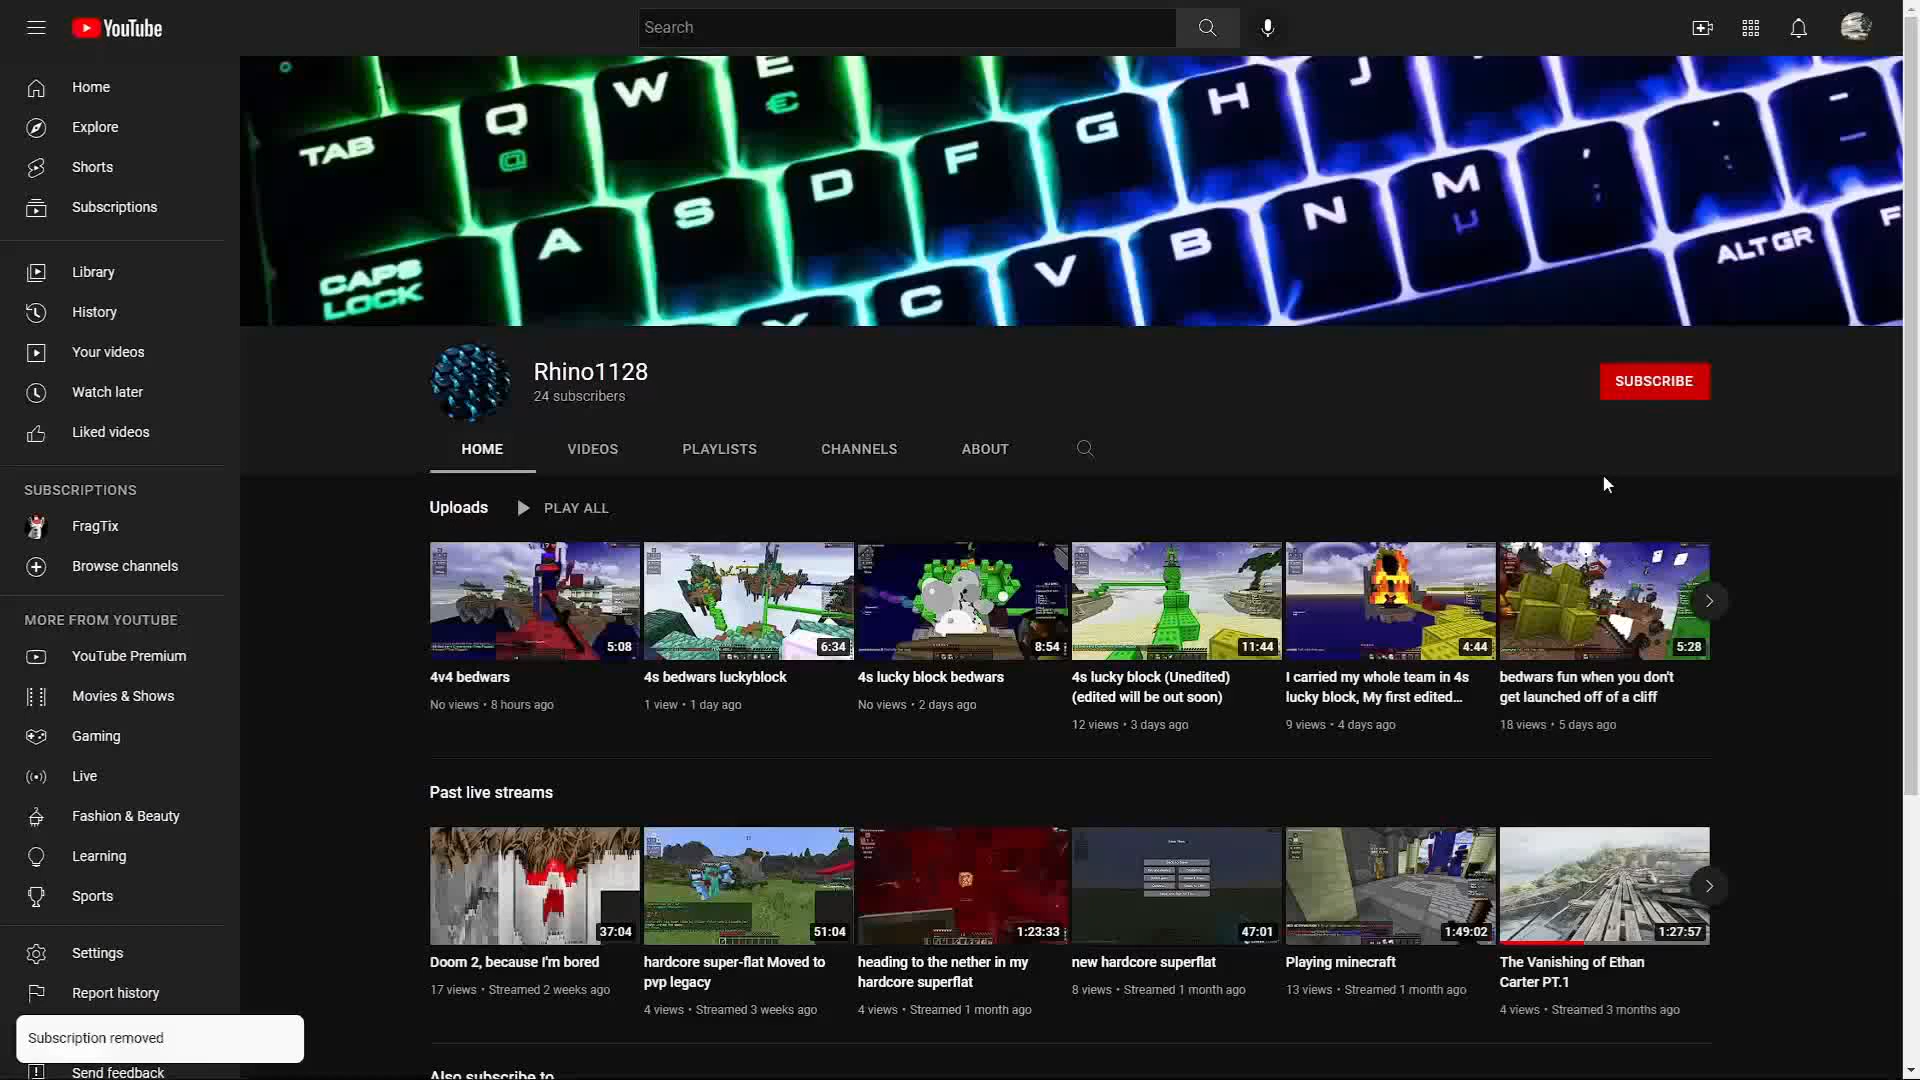 YouTube
Search
Home
Explore
Shorts
Subscriptions
Library
History
Your videos
Watch later
Liked videos
SUBSCRIPTIONS
FragTix
Browse channels
MORE FROM YOUTUBE
YouTube Premium
Movies & Shows
Gaming
Live
Fashion & Beauty
Learning
Sports
Settings
Report history
Subscription removed
Send feedback
TAB Q W E € G H J
@ A S D F N M µ
CAPS LOCK C V B ALT GR F
Rhino1128
24 subscribers
SUBSCRIBE
HOME VIDEOS PLAYLISTS CHANNELS ABOUT
Uploads PLAY ALL
5:08 6:34 8:54 11:44 4:44 5:28
4v4 bedwars
No views • 8 hours ago
4s bedwars luckyblock
1 view • 1 day ago
4s lucky block bedwars
No views • 2 days ago
4s lucky block (Unedited)
(edited will be out soon)
12 views • 3 days ago
I carried my whole team in 4s
lucky block, My first edited...
9 views • 4 days ago
bedwars fun when you don't
get launched off of a cliff
18 views • 5 days ago
Past live streams
37:04 51:04 1:23:33 47:01 1:49:02 1:27:57
Doom 2, because I'm bored
17 views • Streamed 2 weeks ago
hardcore super-flat Moved to
pvp legacy
4 views • Streamed 3 weeks ago
heading to the nether in my
hardcore superflat
4 views • Streamed 1 month ago
new hardcore superflat
8 views • Streamed 1 month ago
Playing minecraft
13 views • Streamed 1 month ago
The Vanishing of Ethan
Carter PT.1
4 views • Streamed 3 months ago
Also subscribe to